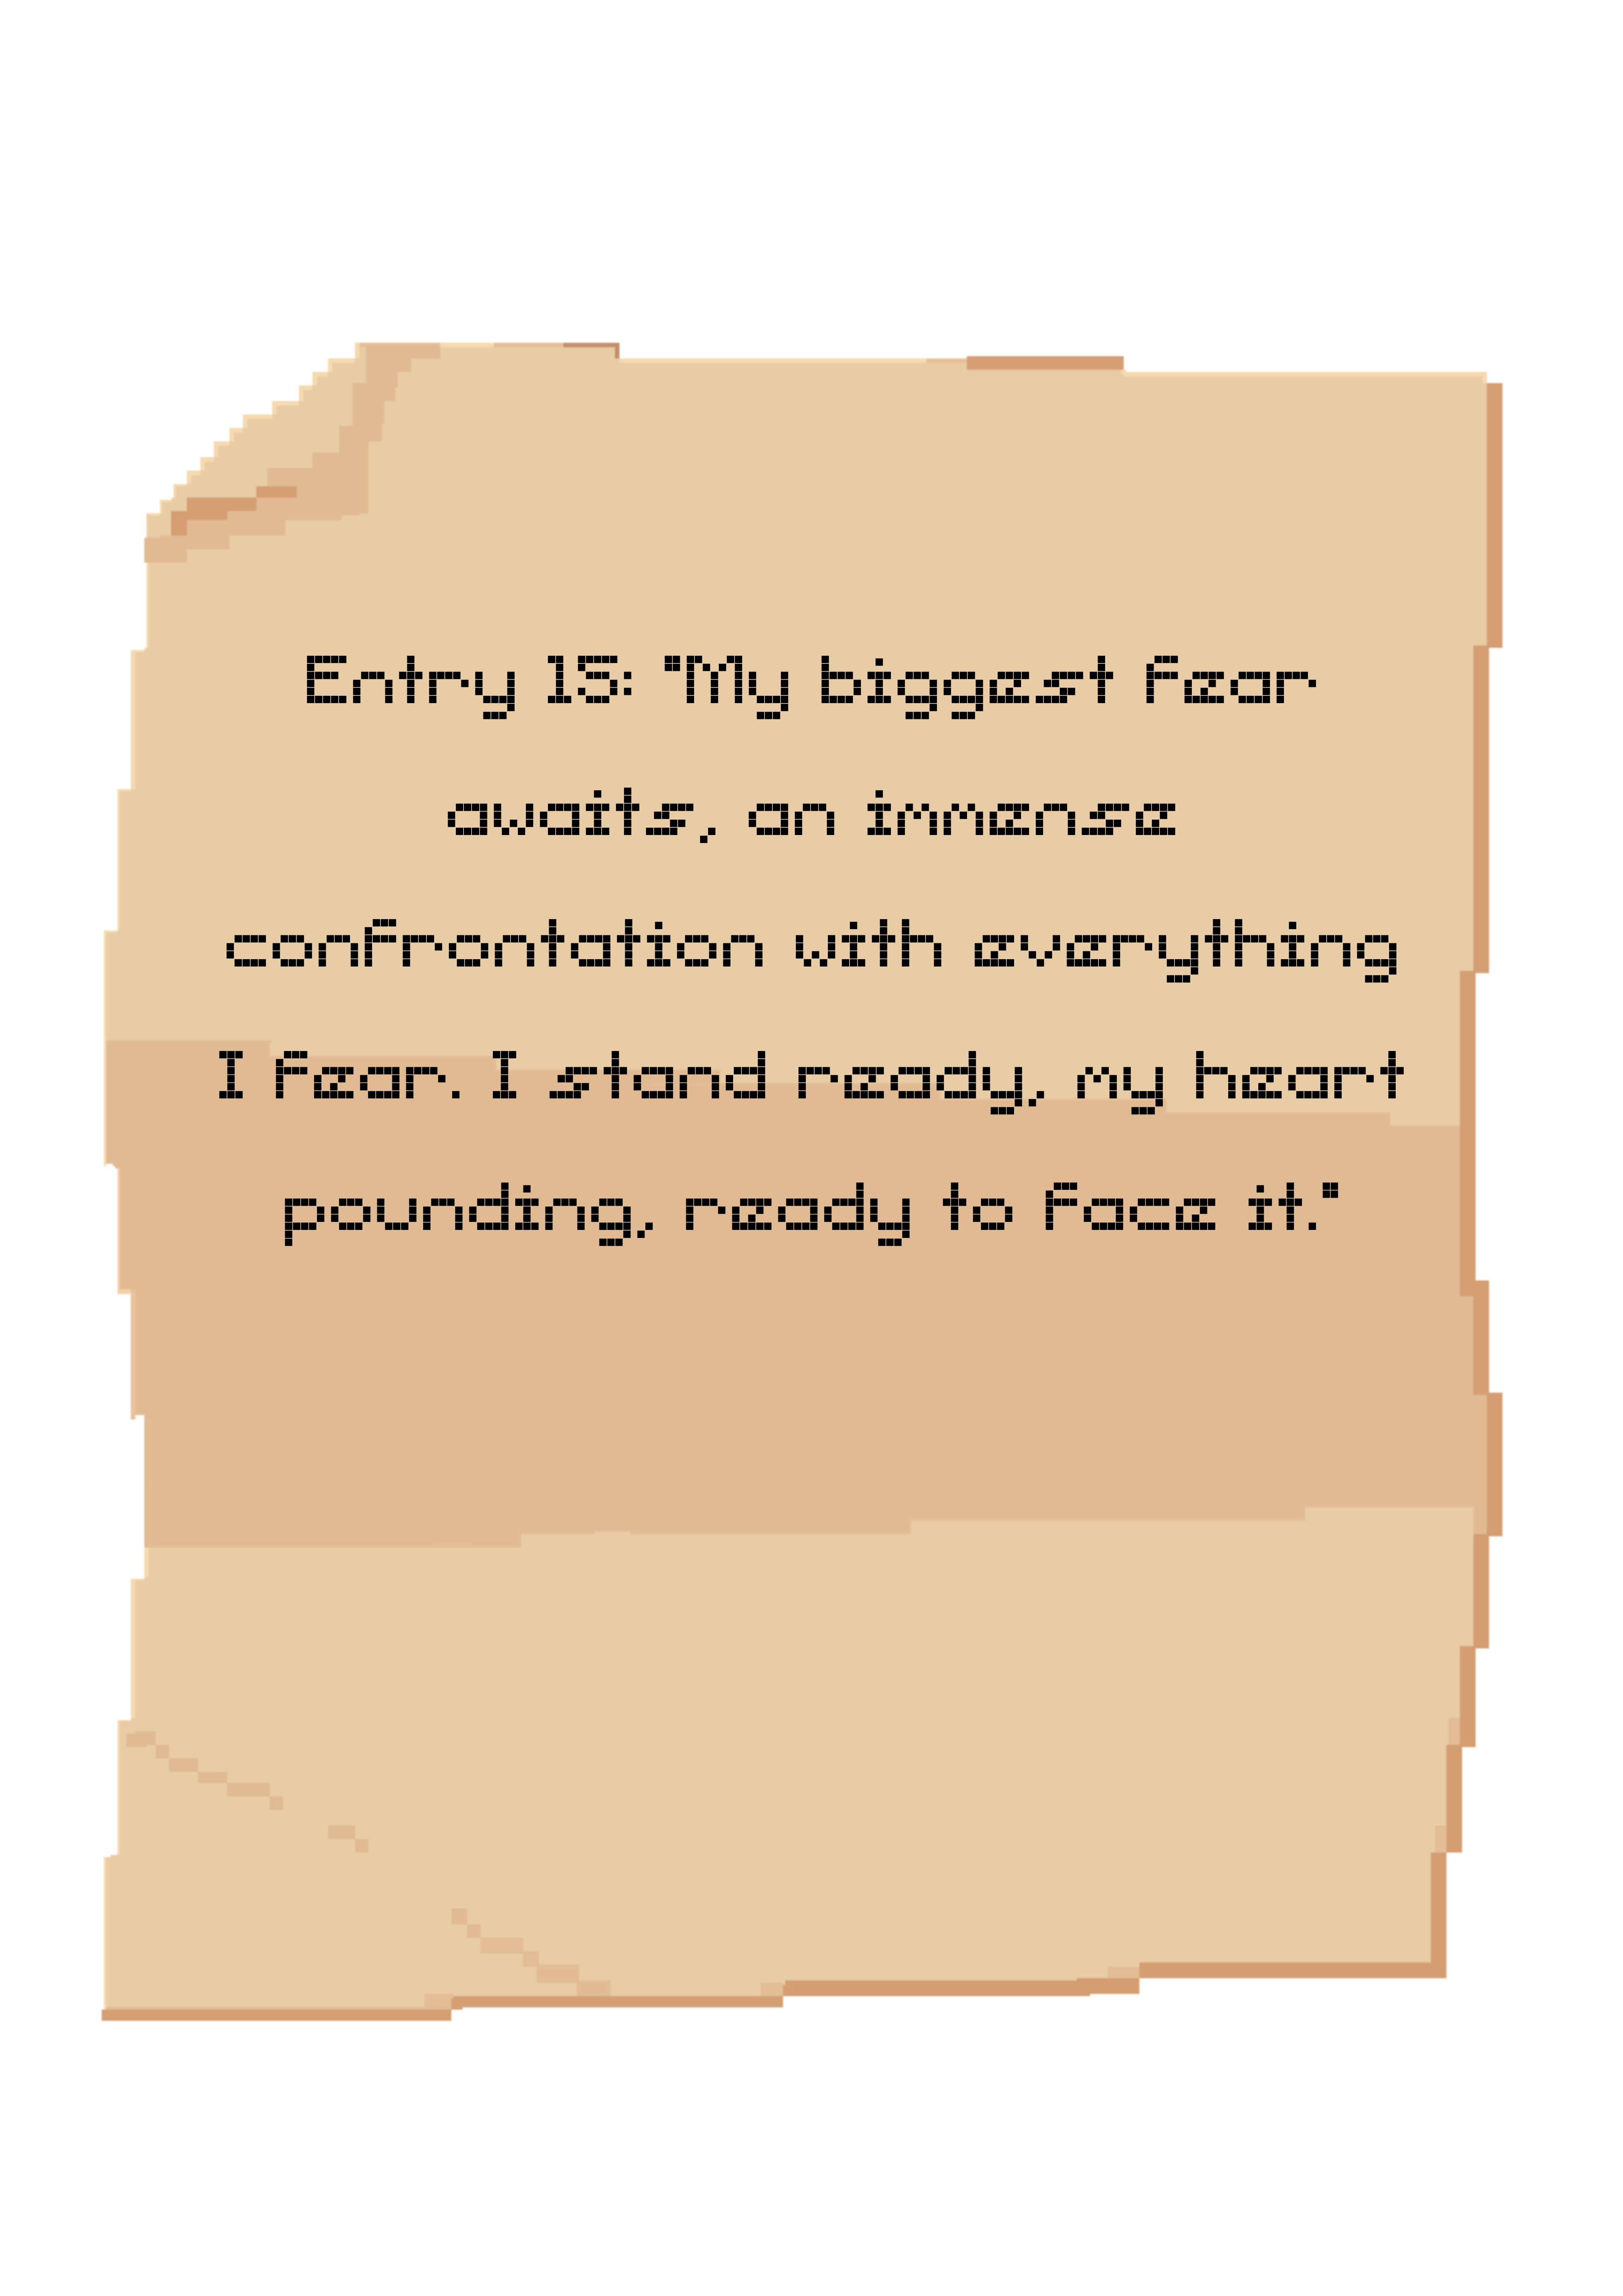 Entry 15: "My biggest fear
awaits, an immense
confrontation with everything
I fear. I stand ready, my heart
pounding, ready to face it."